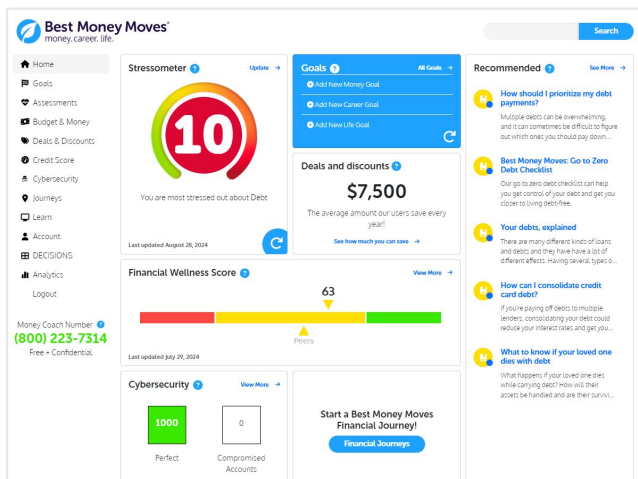 Best Money Moves®
money. career. life.
Search
Home
Goals
Assessments
Budget & Money
Deals & Discounts
Credit Score
Cybersecurity
Journeys
Learn
Account
DECISIONS
Analytics
Logout
Money Coach Number ?
(800) 223-7314
Free + Confidential
Stressometer ?
Update →
10
You are most stressed out about Debt
Last updated August 28, 2024
Goals ?
All Goals →
Add New Money Goal
Add New Career Goal
Add New Life Goal
Deals and discounts ?
$7,500
The average amount our users save every
year!
See how much you can save →
Financial Wellness Score ?
View More →
63
Peers
Last updated July 29, 2024
Cybersecurity ?
View More →
1000
Perfect
0
Compromised
Accounts
Start a Best Money Moves
Financial Journey!
Financial Journeys
Recommended ?
See More →
How should I prioritize my debt
payments?
Multiple debts can be overwhelming,
and it can sometimes be difficult to figure
out which ones you should pay down...
Best Money Moves: Go to Zero
Debt Checklist
Our go to zero debt checklist can help
you get control of your debt and get you
closer to living debt-free.
Your debts, explained
There are many different kinds of loans
and debts and they have have a lot of
different effects. Having several types o...
How can I consolidate credit
card debt?
If you're paying off debts to multiple
lenders, consolidating your debt could
reduce your interest rates and get you...
What to know if your loved one
dies with debt
What happens if your loved one dies
while carrying debt? How will their
assets be handled and are their survivi...